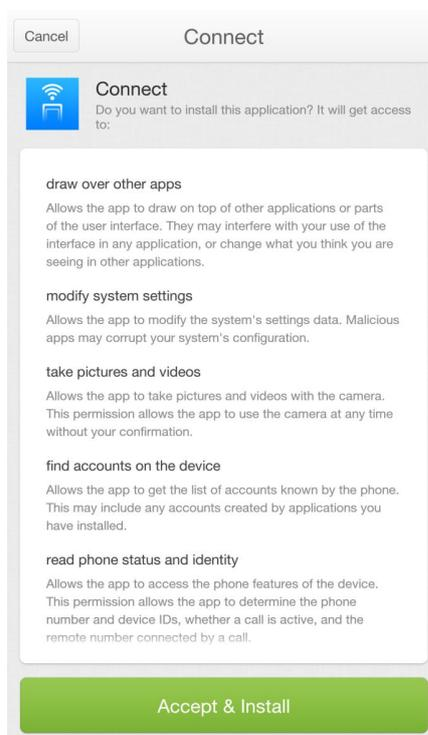 Cancel
Connect
Connect
Do you want to install this application? It will get access
to:
draw over other apps
Allows the app to draw on top of other applications or parts
of the user interface. They may interfere with your use of the
interface in any application, or change what you think you are
seeing in other applications.
modify system settings
Allows the app to modify the system's settings data. Malicious
apps may corrupt your system's configuration.
take pictures and videos
Allows the app to take pictures and videos with the camera.
This permission allows the app to use the camera at any time
without your confirmation.
find accounts on the device
Allows the app to get the list of accounts known by the phone.
This may include any accounts created by applications you
have installed.
read phone status and identity
Allows the app to access the phone features of the device.
This permission allows the app to determine the phone
number and device IDs, whether a call is active, and the
remote number connected by a call.
Accept & Install